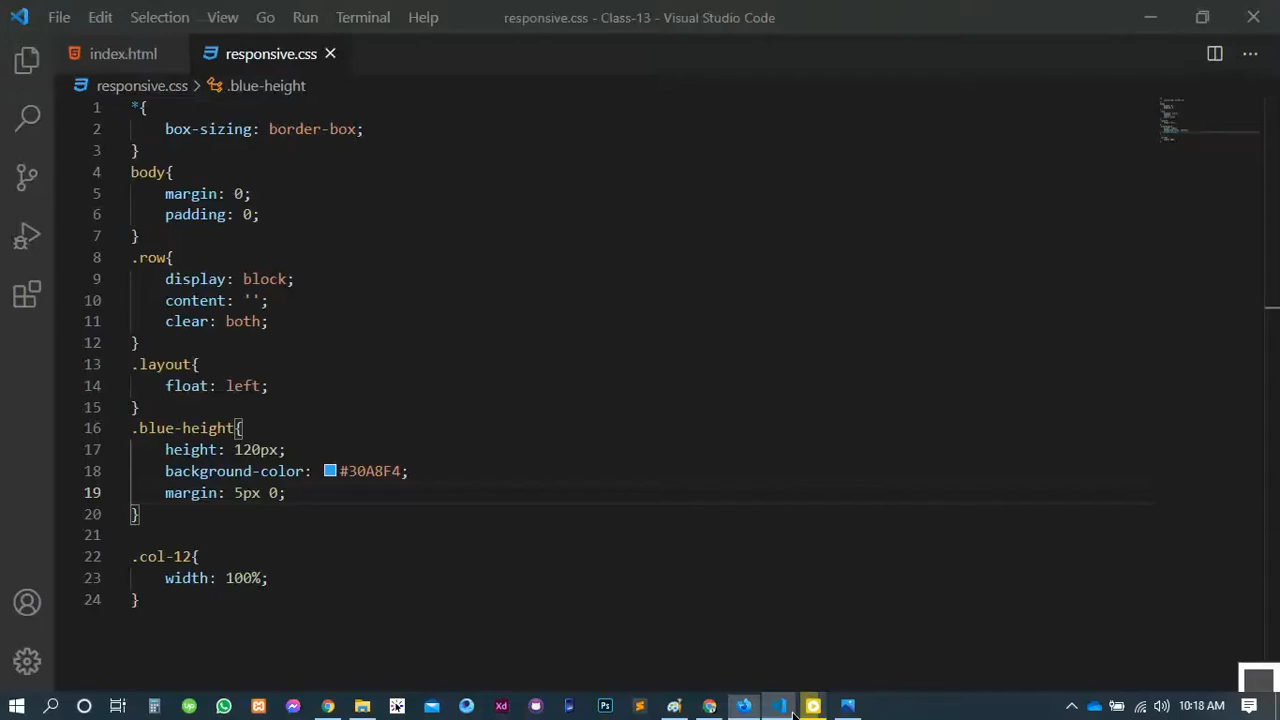 File Edit Selection View Go Run Terminal Help
responsive.css - Class-13 - Visual Studio Code
index.html
responsive.css
responsive.css > .blue-height
1 *{
2 box-sizing: border-box;
3 }
4 body{
5 margin: 0;
6 padding: 0;
7 }
8 .row{
9 display: block;
10 content: '';
11 clear: both;
12 }
13 .layout{
14 float: left;
15 }
16 .blue-height{
17 height: 120px;
18 background-color: #30A8F4;
19 margin: 5px 0;
20 }
21
22 .col-12{
23 width: 100%;
24 }
up
Xd
Ps
10:18 AM